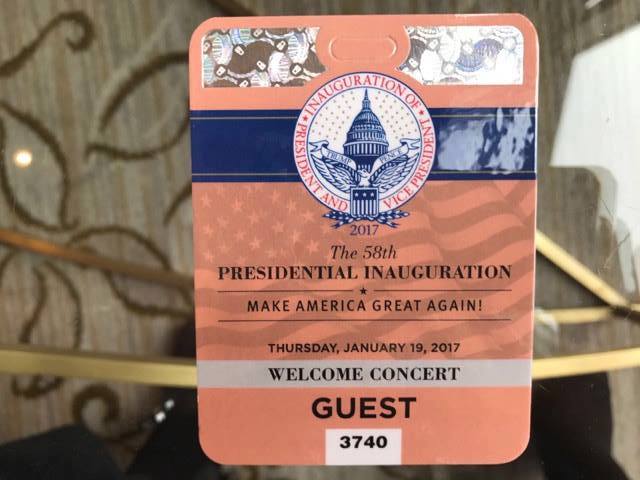 INAUGURATION OF
PRESIDENT AND
VICE PRESIDENT
TRUMP
2017
The 58th
PRESIDENTIAL INAUGURATION
MAKE AMERICA GREAT AGAIN!
THURSDAY, JANUARY 19, 2017
WELCOME CONCERT
GUEST
3740